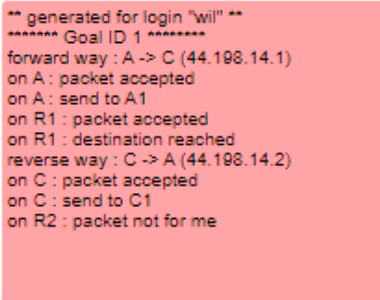 ** generated for login "wil" **
******* Goal ID 1 ********
forward way : A -> C (44.198.14.1)
on A : packet accepted
on A : send to A1
on R1 : packet accepted
on R1 : destination reached
reverse way : C -> A (44.198.14.2)
on C : packet accepted
on C : send to C1
on R2 : packet not for me